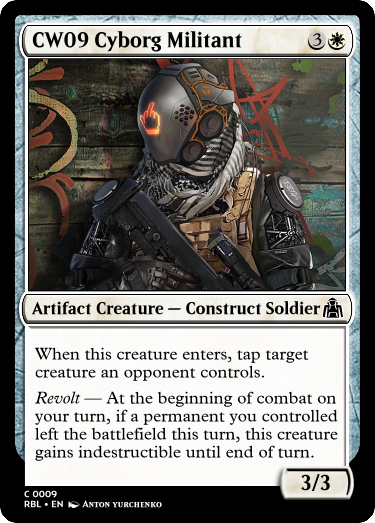 CW09 Cyborg Militant 3
Artifact Creature — Construct Soldier
When this creature enters, tap target
creature an opponent controls.
Revolt — At the beginning of combat on
your turn, if a permanent you controlled
left the battlefield this turn, this creature
gains indestructible until end of turn.
3/3
C 0009
RBL • EN Anton Yurchenko